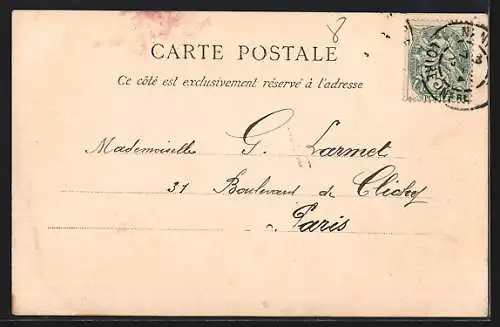 8
CARTE POSTALE
Ce côté est exclusivement réservé à l'adresse
Mademoiselle G. Larmet
31 Boulevard de Clichy
à Paris